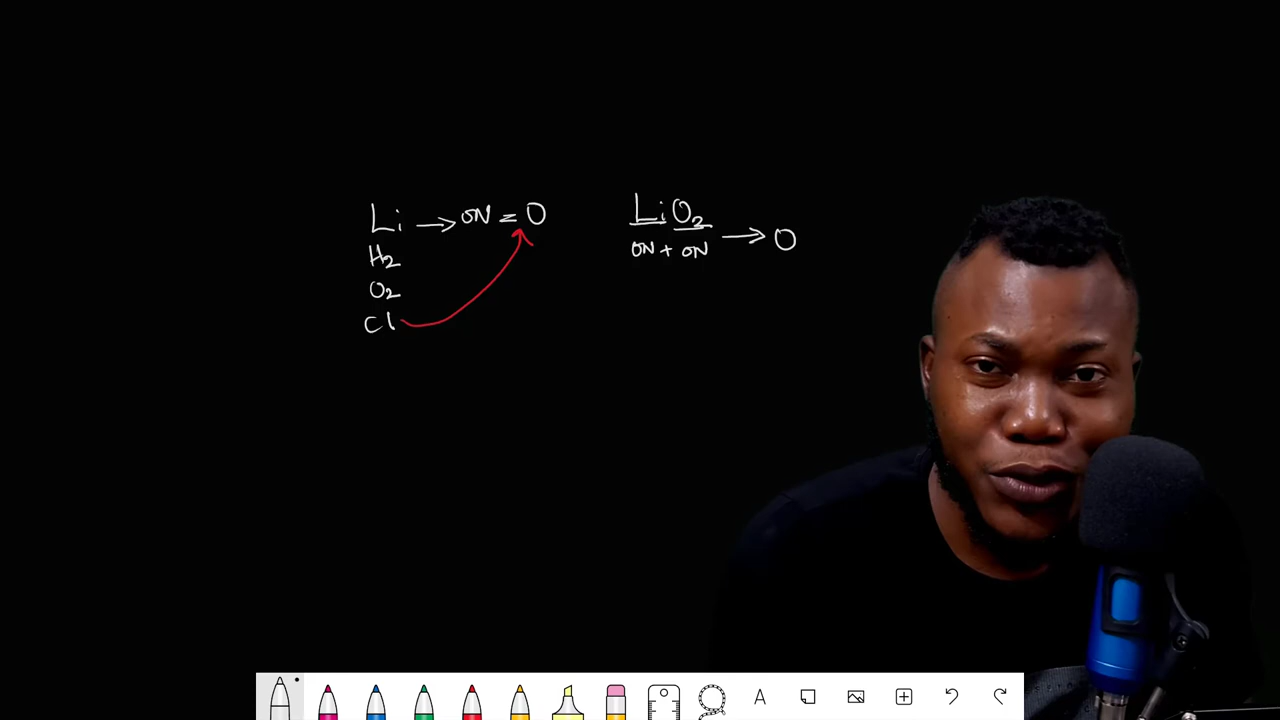 Li → ON = 0
H₂
O₂
Cl
LiO₂
ON + ON → 0
A